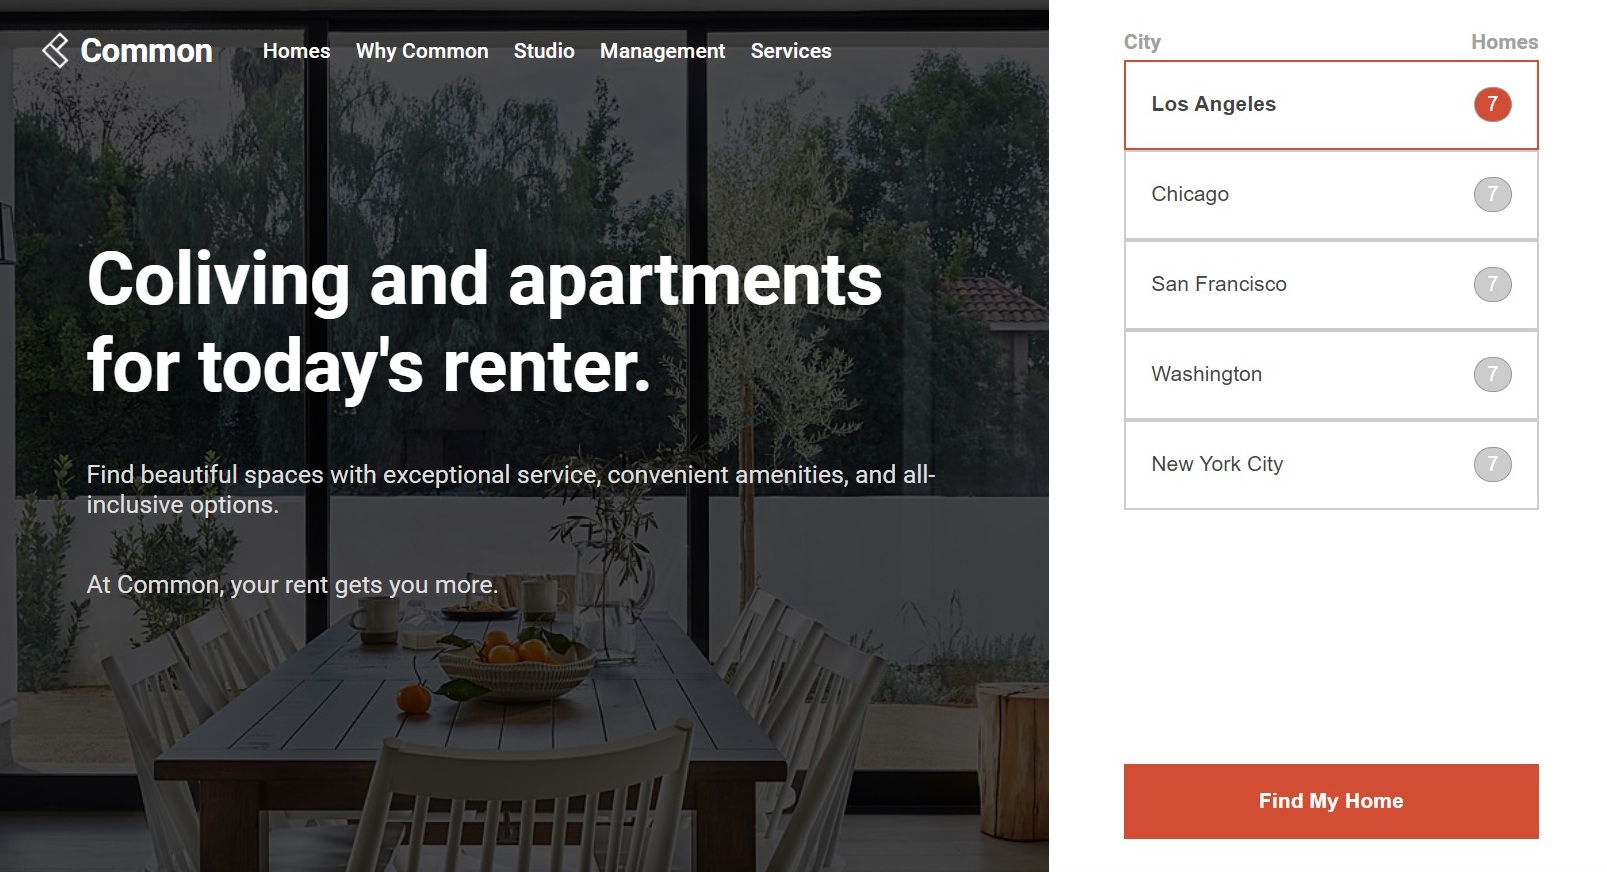 Common
Homes Why Common Studio Management Services
Coliving and apartments
for today's renter.
Find beautiful spaces with exceptional service, convenient amenities, and all-
inclusive options.
At Common, your rent gets you more.
City Homes
Los Angeles 7
Chicago 7
San Francisco 7
Washington 7
New York City 7
Find My Home